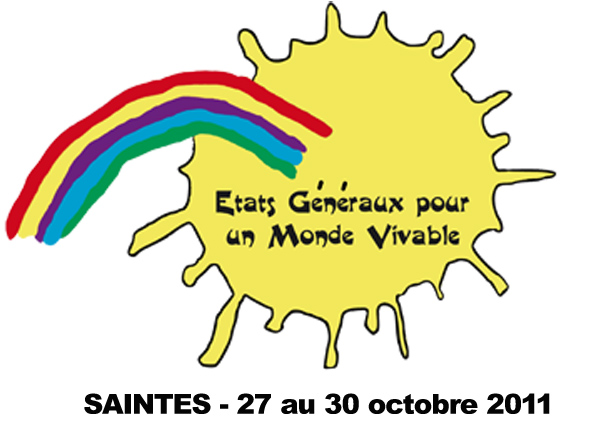 Etats Généraux pour
un Monde Vivable
SAINTES - 27 au 30 octobre 2011